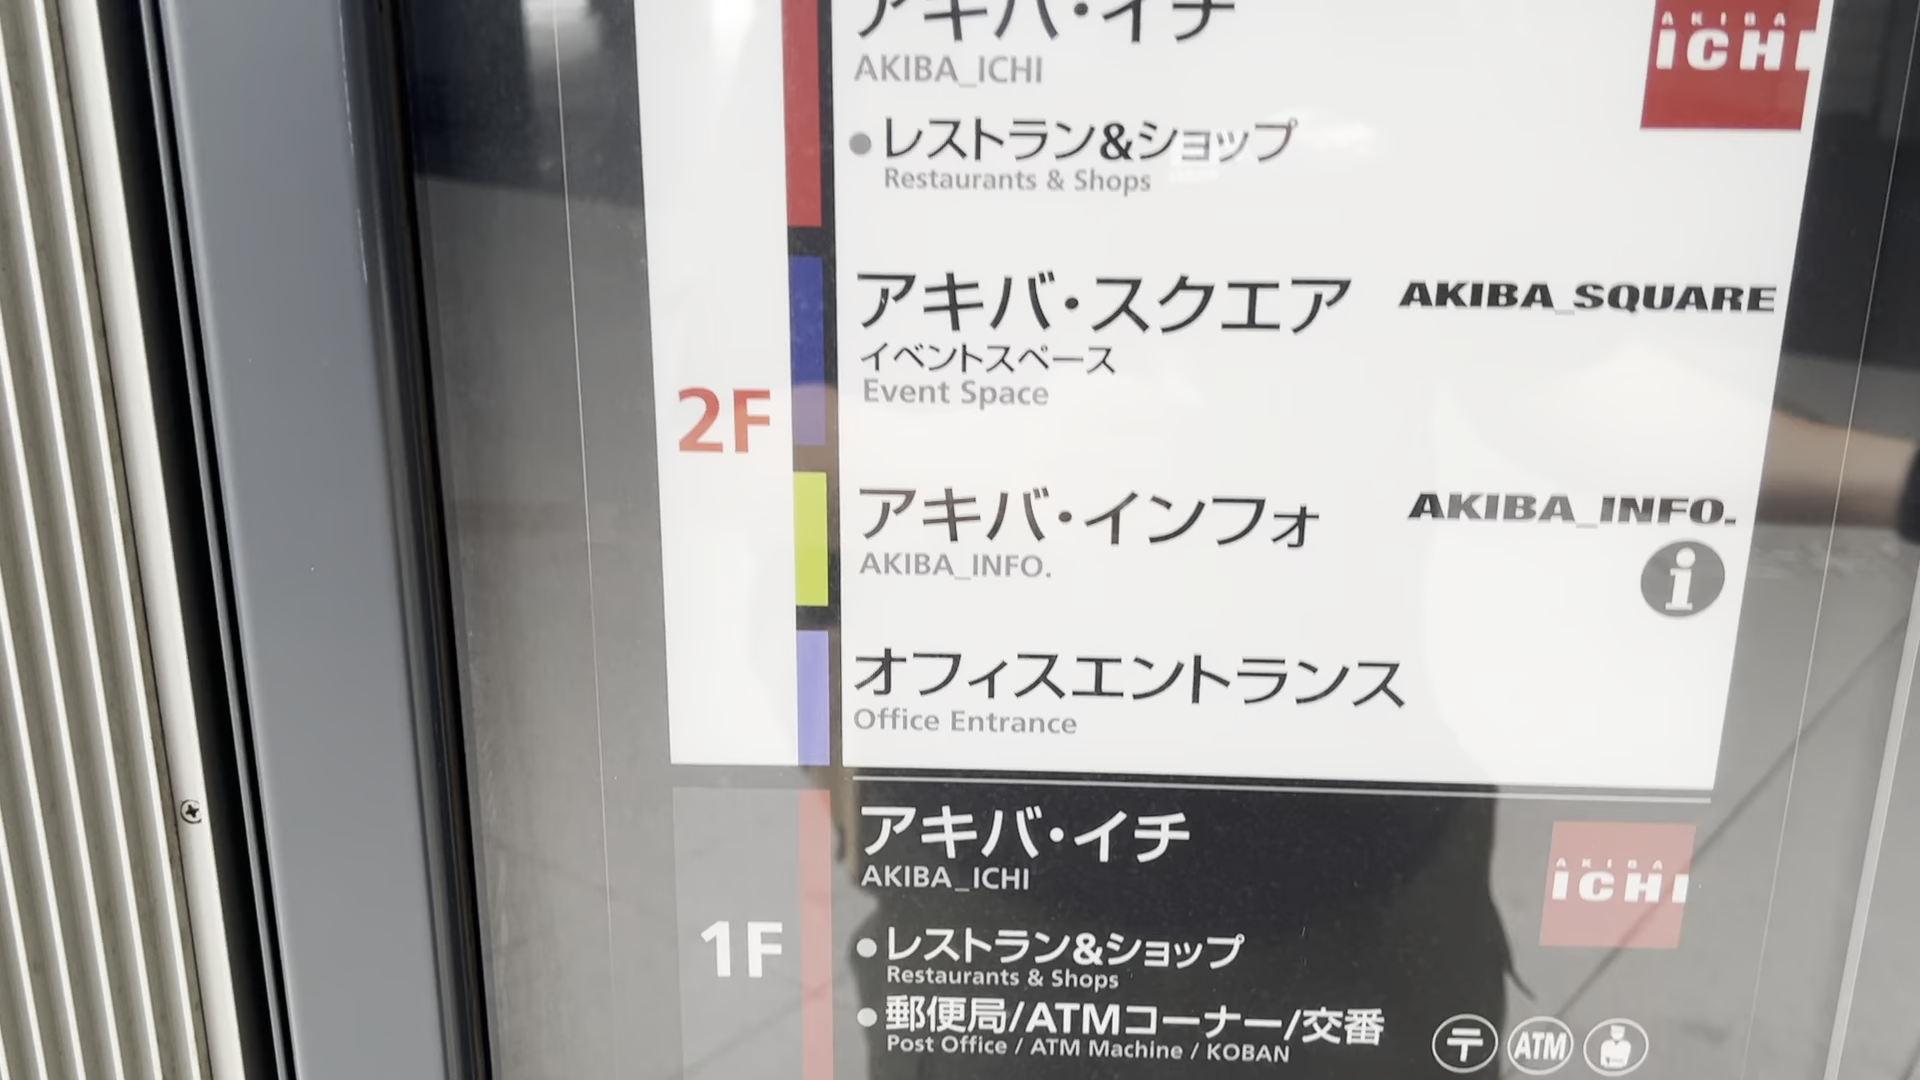 アキバ・イチ
AKIBA_ICHI
AKIBA
ICHI
●レストラン&ショップ
Restaurants & Shops
2F
アキバ・スクエア
AKIBA_SQUARE
イベントスペース
Event Space
アキバ・インフォ
AKIBA_INFO.
AKIBA_INFO.
i
オフィスエントランス
Office Entrance
1F
アキバ・イチ
AKIBA_ICHI
AKIBA
ICHI
●レストラン&ショップ
Restaurants & Shops
●郵便局/ATMコーナー/交番
Post Office / ATM Machine / KOBAN
〒 ATM